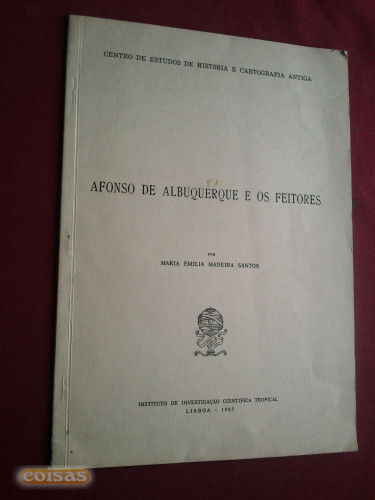 CENTRO DE ESTUDOS DE HISTÓRIA E CARTOGRAFIA ANTIGA
AFONSO DE ALBUQUERQUE E OS FEITORES
POR
MARIA EMÍLIA MADEIRA SANTOS
INSTITUTO DE INVESTIGAÇÃO CIENTÍFICA TROPICAL
LISBOA - 1985
coisas